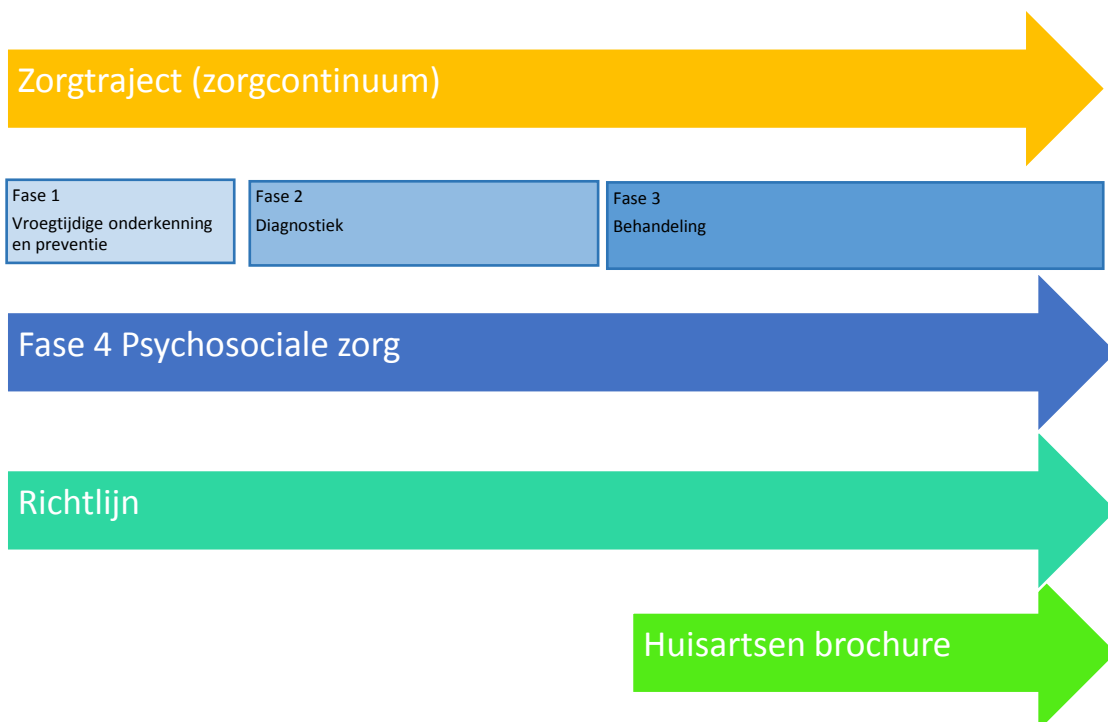 Zorgtraject (zorgcontinuum)
Fase 1
Vroegtijdige onderkenning
en preventie
Fase 2
Diagnostiek
Fase 3
Behandeling
Fase 4 Psychosociale zorg
Richtlijn
Huisartsen brochure